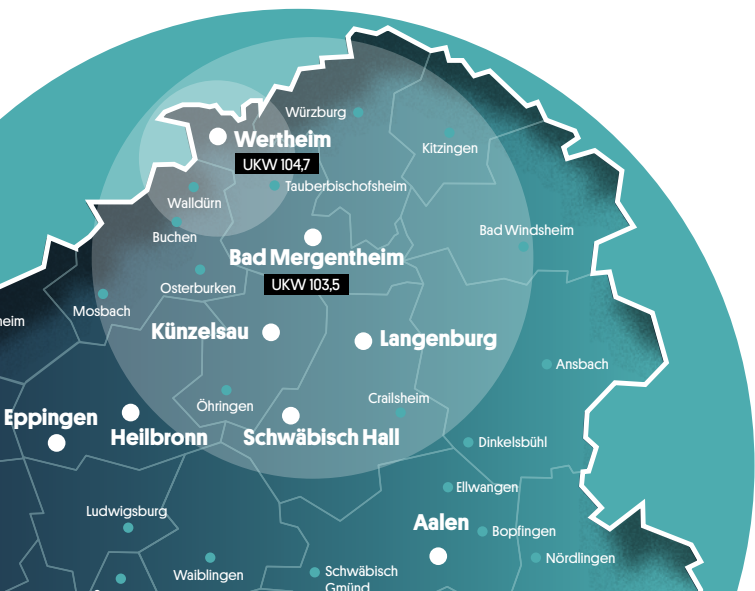 Würzburg
Wertheim
Kitzingen
UKW 104,7
Tauberbischofsheim
Walldürn
Buchen
Bad Windsheim
Bad Mergentheim
UKW 103,5
Osterburken
Mosbach
neim
Künzelsau
Langenburg
Ansbach
Crailsheim
Öhringen
Eppingen
Heilbronn
Schwäbisch Hall
Dinkelsbühl
Ellwangen
Ludwigsburg
Aalen
Bopfingen
Nördlingen
Waiblingen
Schwäbisch
Gmünd